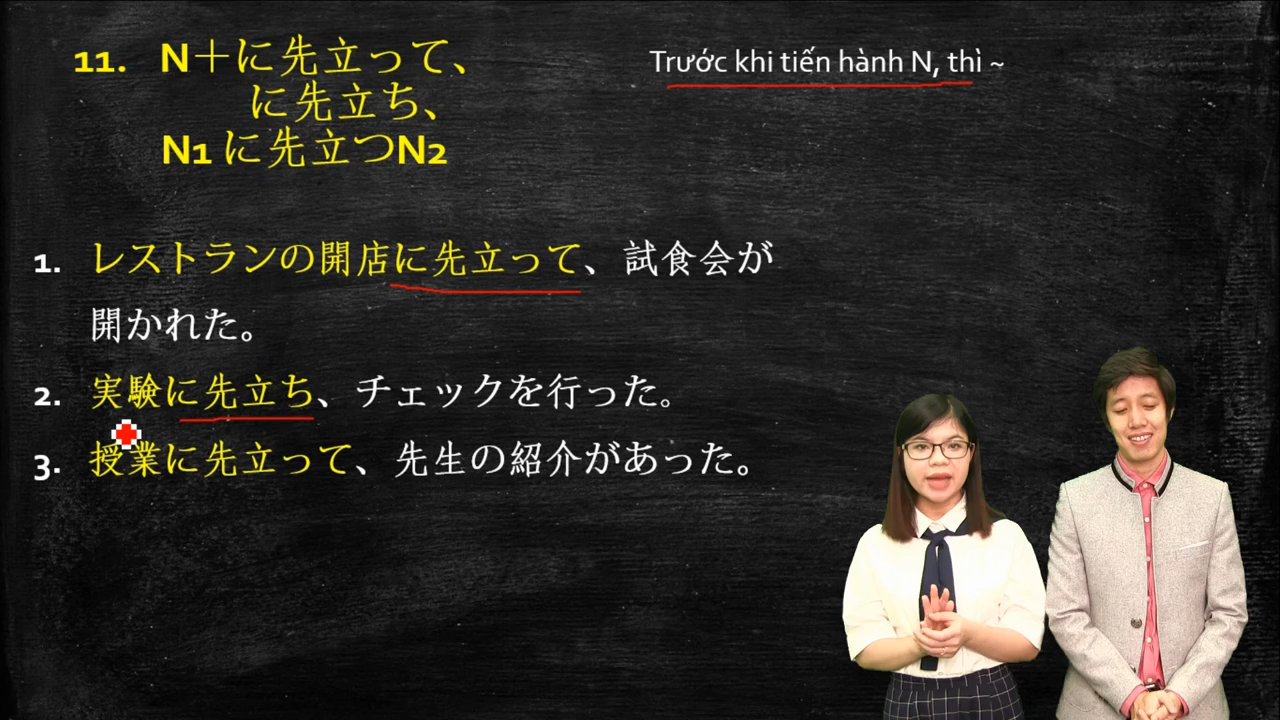 11. N＋に先立って、
に先立ち、
N1に先立つN2
Trước khi tiến hành N, thì ~
1. レストランの開店に先立って、試食会が
開かれた。
2. 実験に先立ち、チェックを行った。
3. 授業に先立って、先生の紹介があった。